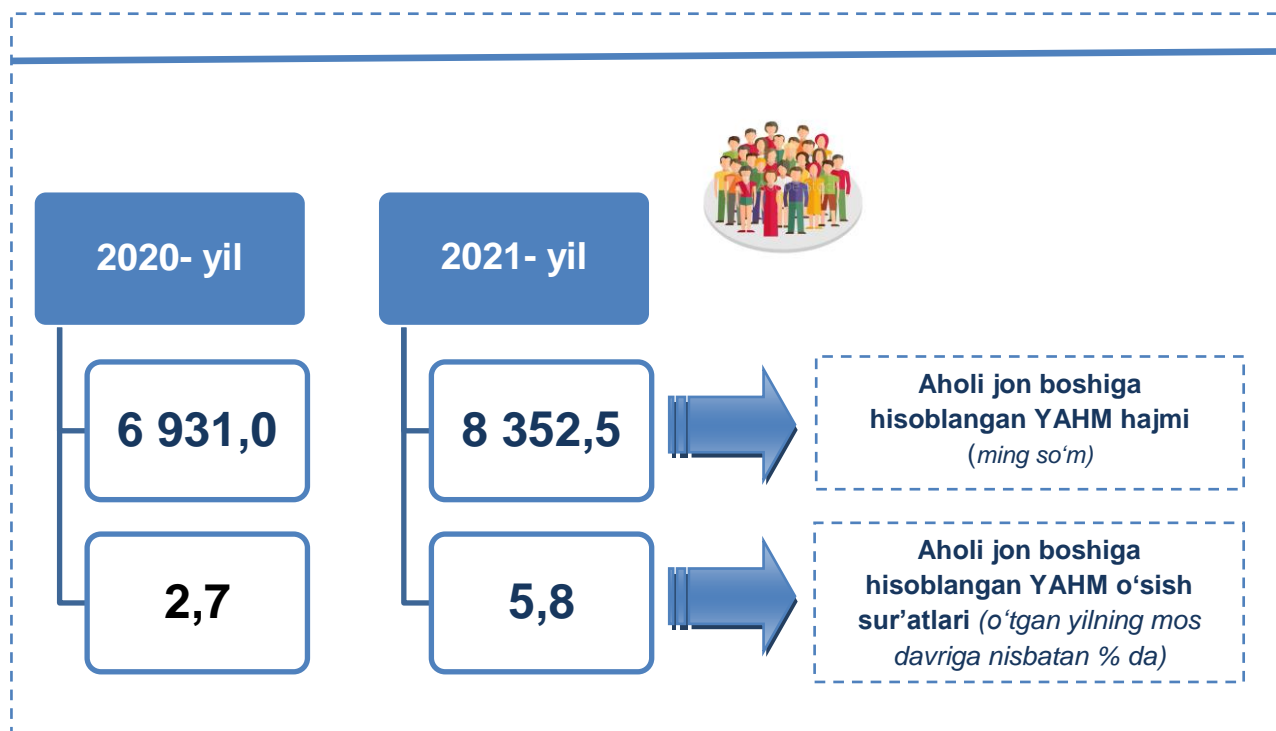 2020- yil
2021- yil
6 931,0
8 352,5
Aholi jon boshiga
hisoblangan YAHM hajmi
(ming so‘m)
2,7
5,8
Aholi jon boshiga
hisoblangan YAHM o‘sish
sur’atlari (o‘tgan yilning mos
davriga nisbatan % da)